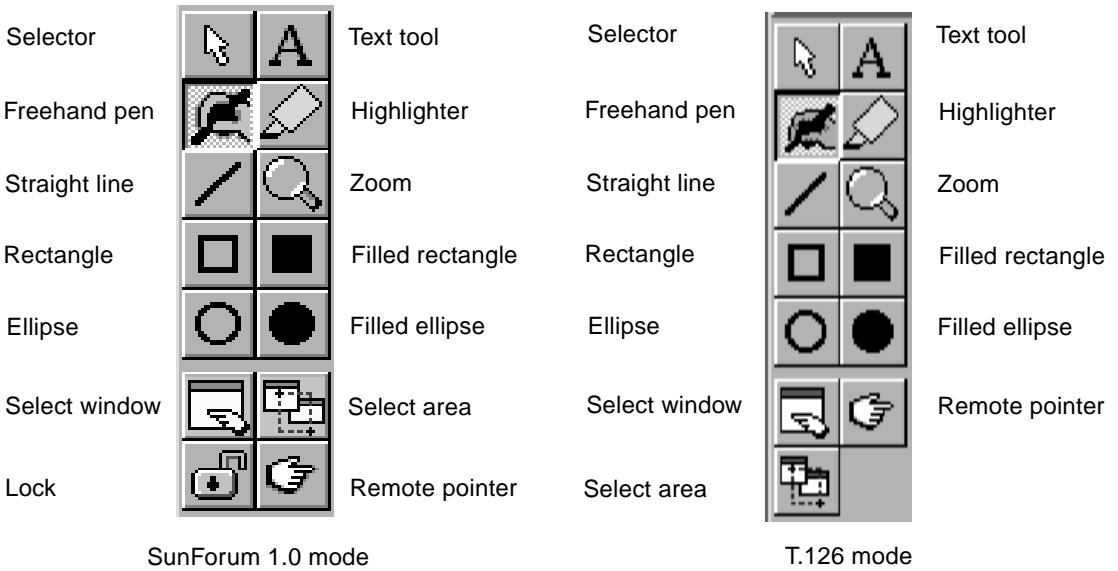 Selector
Text tool
Freehand pen
Highlighter
Straight line
Zoom
Rectangle
Filled rectangle
Ellipse
Filled ellipse
Select window
Select area
Lock
Remote pointer
SunForum 1.0 mode
Selector
Text tool
Freehand pen
Highlighter
Straight line
Zoom
Rectangle
Filled rectangle
Ellipse
Filled ellipse
Select window
Remote pointer
Select area
T.126 mode